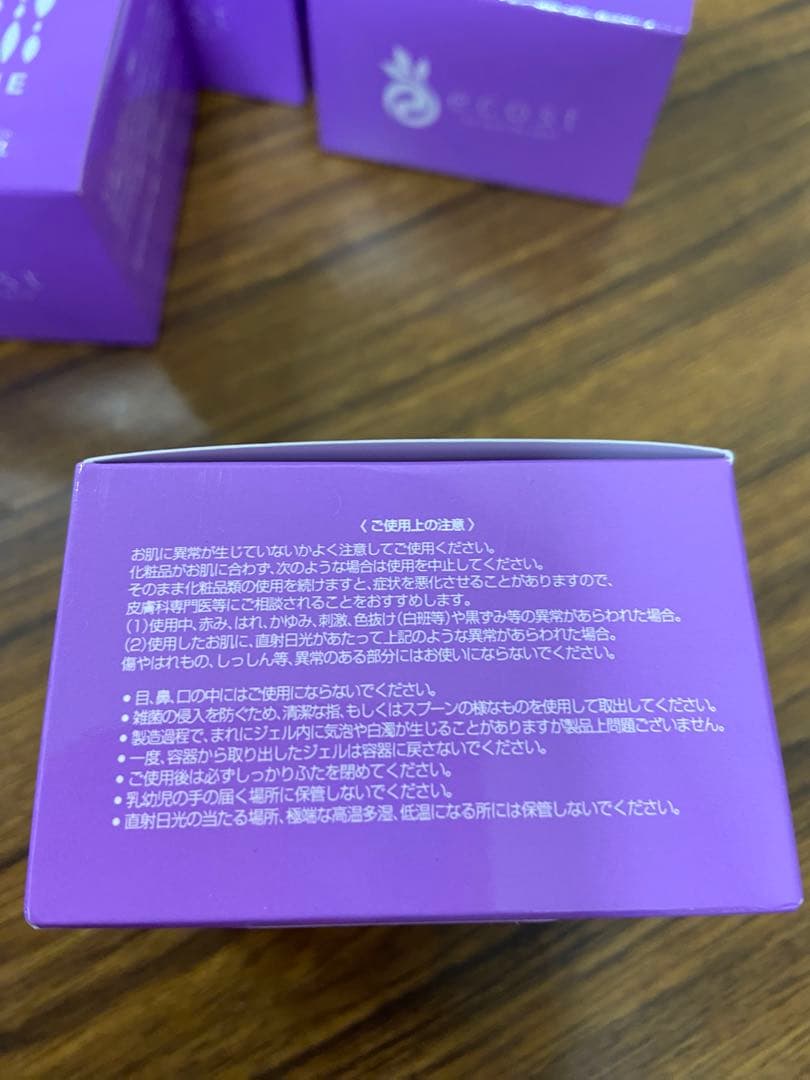 ecost
〈 ご使用上の注意 〉
お肌に異常が生じていないかよく注意してご使用ください。
化粧品がお肌に合わず、次のような場合は使用を中止してください。
そのまま化粧品類の使用を続けますと、症状を悪化させることがありますので、
皮膚科専門医等にご相談されることをおすすめします。
(1)使用中、赤み、はれ、かゆみ、刺激、色抜け(白班等)や黒ずみ等の異常があらわれた場合。
(2)使用したお肌に、直射日光があたって上記のような異常があらわれた場合。
傷やはれもの、しっしん等、異常のある部分にはお使いにならないでください。
●目、鼻、口の中にはご使用にならないでください。
●雑菌の侵入を防ぐため、清潔な指、もしくはスプーンの様なものを使用して取出してください。
●製造過程で、まれにジェル内に気泡や白濁が生じることがありますが製品上問題ございません。
●一度、容器から取り出したジェルは容器に戻さないでください。
●ご使用後は必ずしっかりふたを閉めてください。
●乳幼児の手の届く場所に保管しないでください。
●直射日光の当たる場所、極端な高温多湿、低温になる所には保管しないでください。